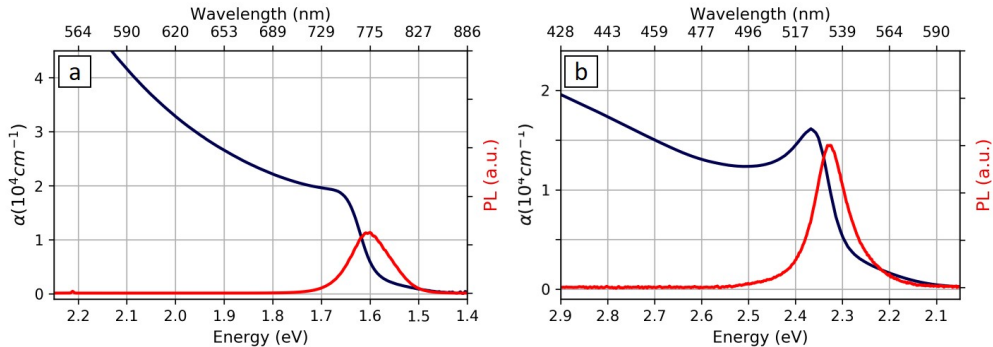 Wavelength (nm)
564 590 620 653 689 729 775 827 886
a
4
3
2
1
0
α(10⁴cm⁻¹)
PL (a.u.)
2.2 2.1 2.0 1.9 1.8 1.7 1.6 1.5 1.4
Energy (eV)
Wavelength (nm)
428 443 459 477 496 517 539 564 590
b
2
1
0
α(10⁴cm⁻¹)
PL (a.u.)
2.9 2.8 2.7 2.6 2.5 2.4 2.3 2.2 2.1
Energy (eV)